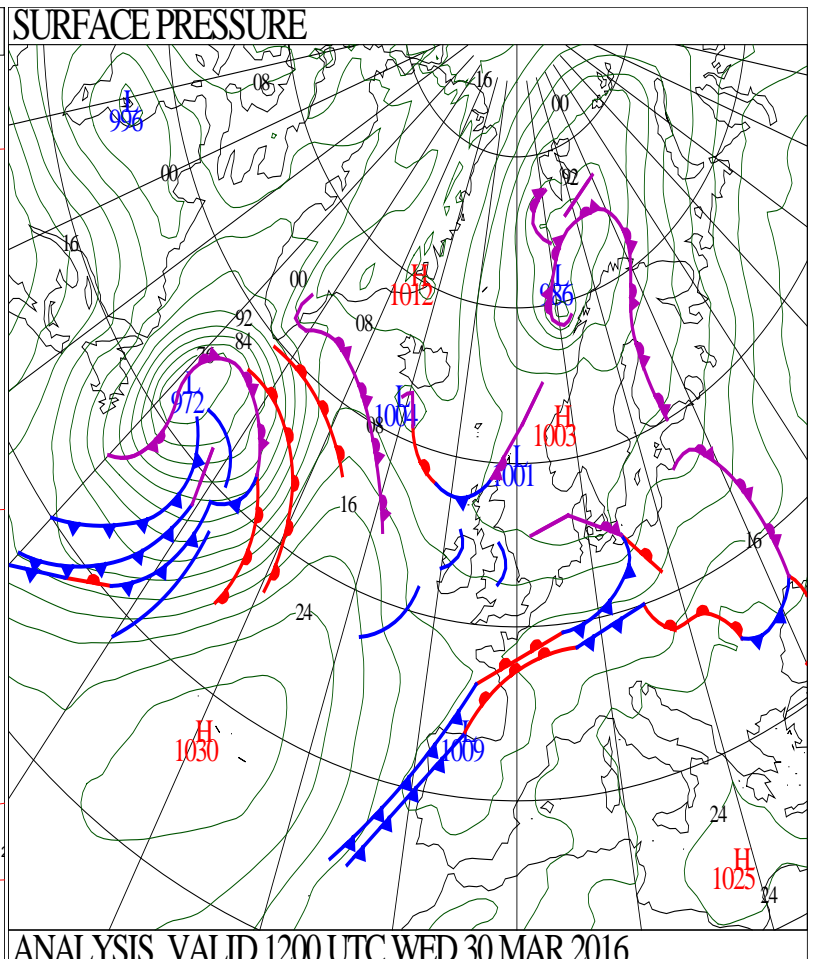 SURFACE PRESSURE
16
08
L
996
00
92
00
16
H
1012
L
986
00
92
84
08
L
972
L
1004
08
H
1003
L
1001
16
16
24
H
1030
L
1009
24
H
1025
24
ANALYSIS VALID 1200 UTC WED 30 MAR 2016